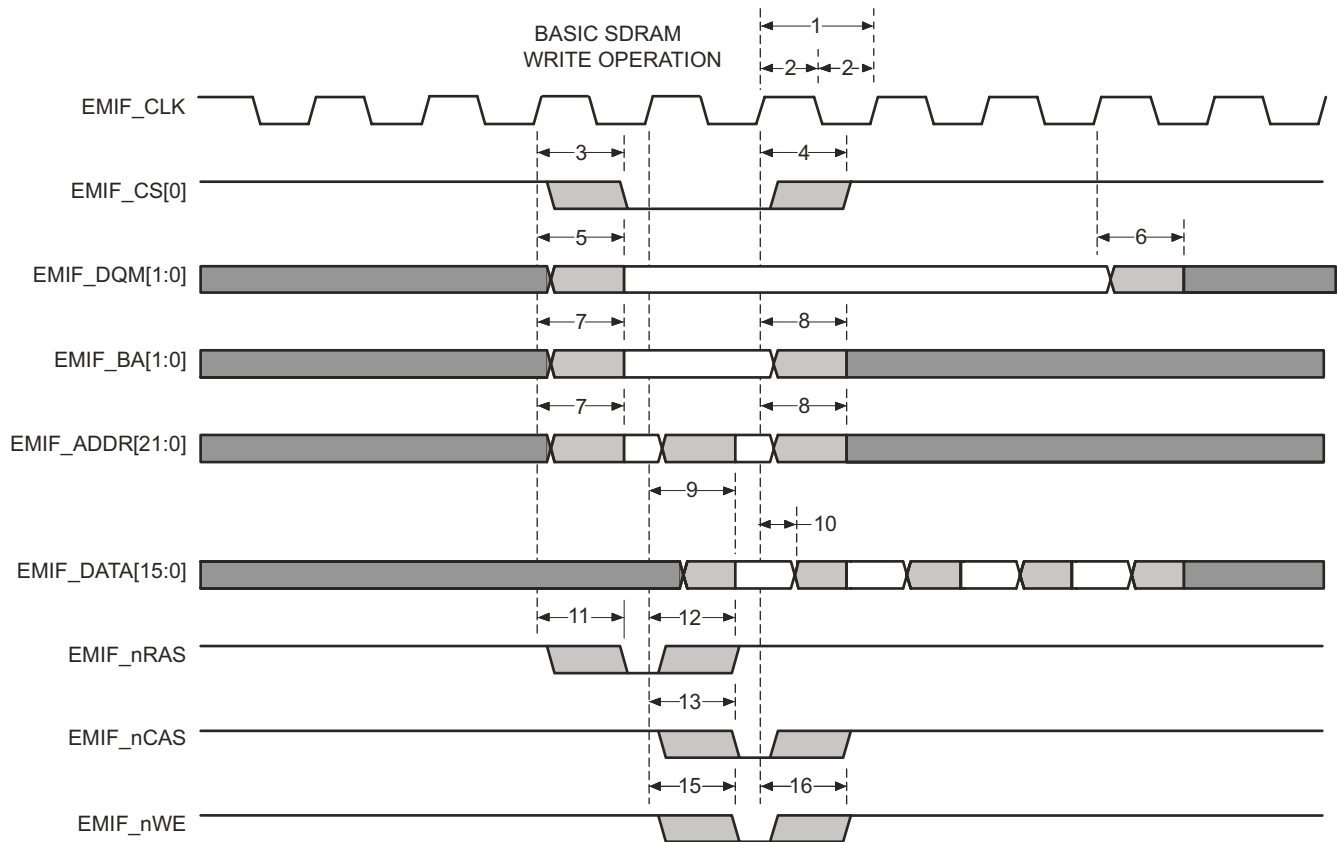 BASIC SDRAM
WRITE OPERATION
1
2 2
EMIF_CLK
3 4
EMIF_CS[0]
5 6
EMIF_DQM[1:0]
7 8
EMIF_BA[1:0]
7 8
EMIF_ADDR[21:0]
9
10
EMIF_DATA[15:0]
11 12
EMIF_nRAS
13
EMIF_nCAS
15 16
EMIF_nWE